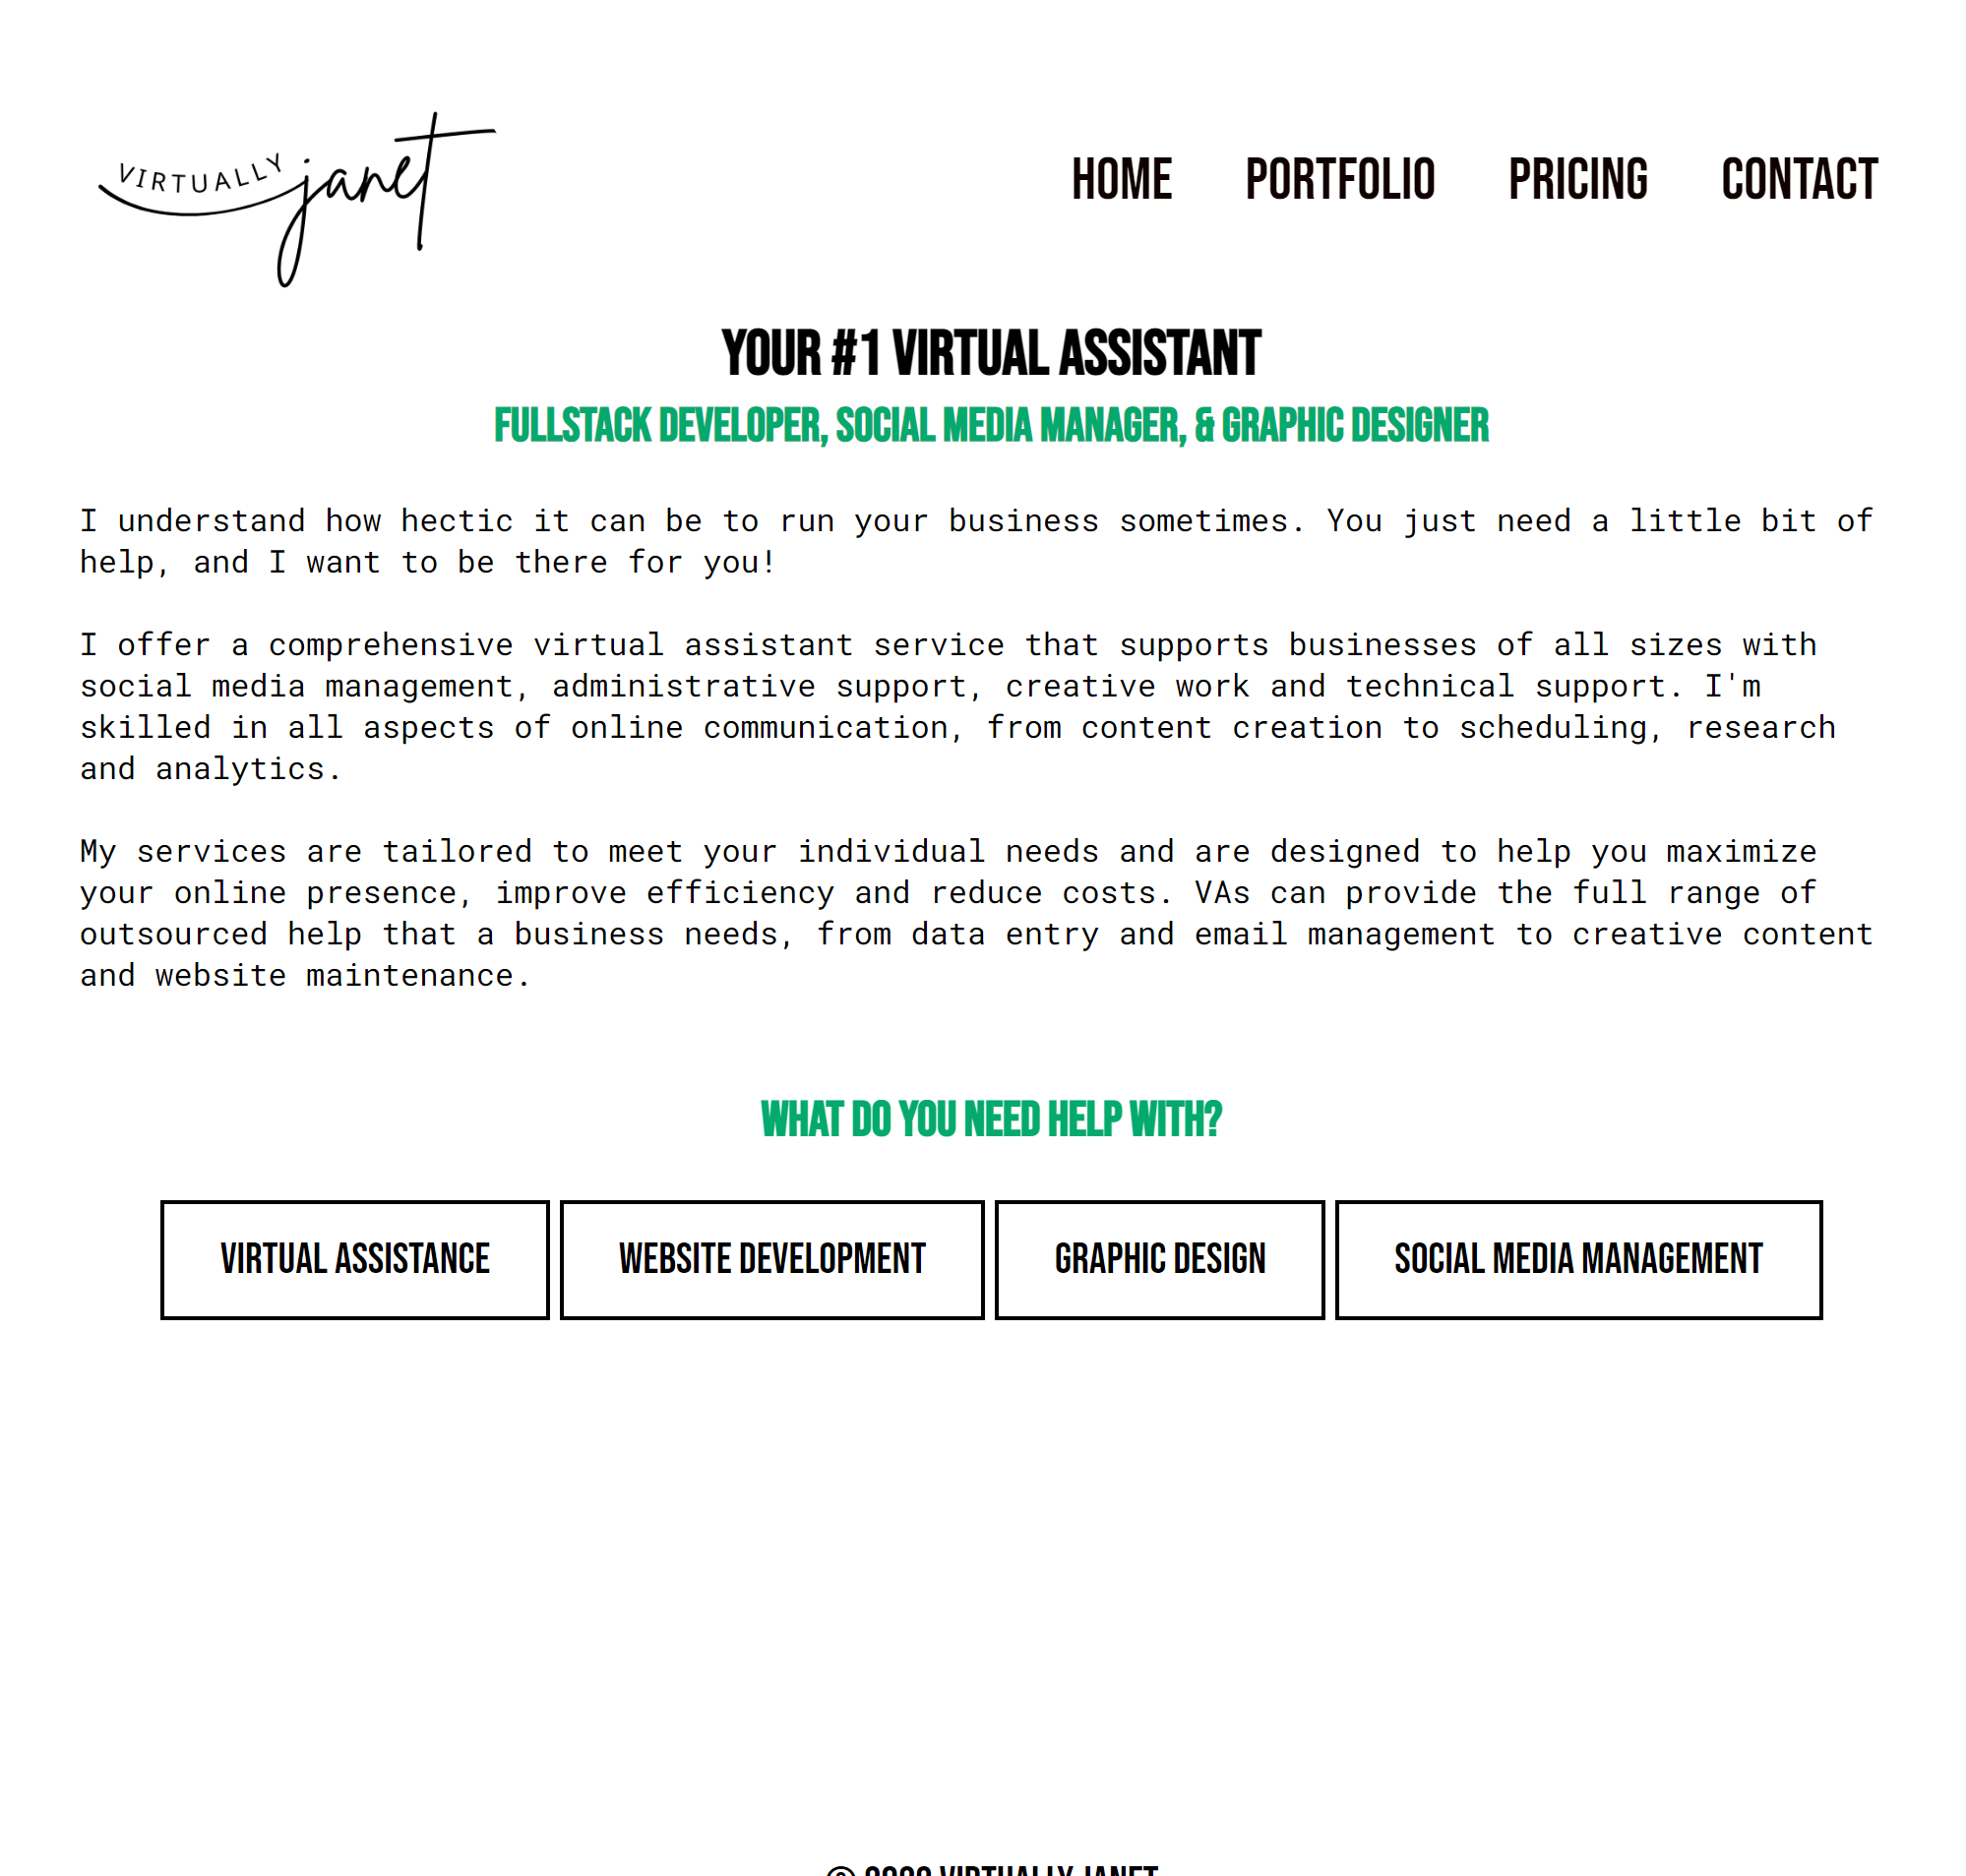 VIRTUALLY janet
HOME PORTFOLIO PRICING CONTACT
YOUR #1 VIRTUAL ASSISTANT
FULLSTACK DEVELOPER, SOCIAL MEDIA MANAGER, & GRAPHIC DESIGNER
I understand how hectic it can be to run your business sometimes. You just need a little bit of
help, and I want to be there for you!
I offer a comprehensive virtual assistant service that supports businesses of all sizes with
social media management, administrative support, creative work and technical support. I'm
skilled in all aspects of online communication, from content creation to scheduling, research
and analytics.
My services are tailored to meet your individual needs and are designed to help you maximize
your online presence, improve efficiency and reduce costs. VAs can provide the full range of
outsourced help that a business needs, from data entry and email management to creative content
and website maintenance.
WHAT DO YOU NEED HELP WITH?
VIRTUAL ASSISTANCE
WEBSITE DEVELOPMENT
GRAPHIC DESIGN
SOCIAL MEDIA MANAGEMENT
© VIRTUALLY JANET